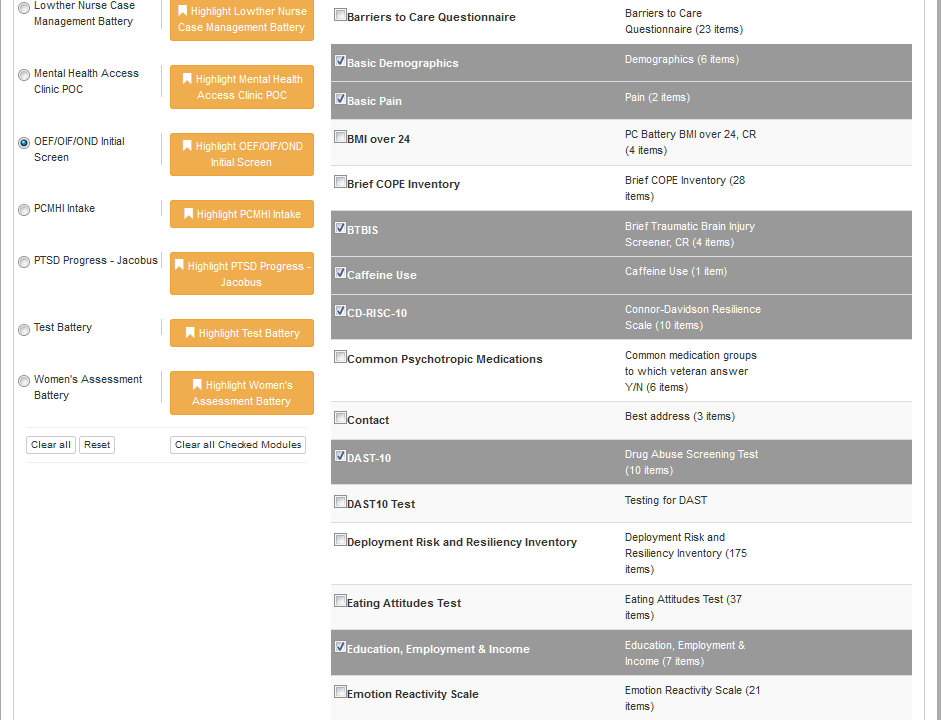 Lowther Nurse Case
Management Battery
Highlight Lowther Nurse
Case Management Battery
Mental Health Access
Clinic POC
Highlight Mental Health
Access Clinic POC
OEF/OIF/OND Initial
Screen
Highlight OEF/OIF/OND
Initial Screen
PCMHI Intake
Highlight PCMHI Intake
PTSD Progress - Jacobus
Highlight PTSD Progress -
Jacobus
Test Battery
Highlight Test Battery
Women's Assessment
Battery
Highlight Women's
Assessment Battery
Clear all
Reset
Clear all Checked Modules
Barriers to Care Questionnaire
Barriers to Care
Questionnaire (23 items)
Basic Demographics
Demographics (6 items)
Basic Pain
Pain (2 items)
BMI over 24
PC Battery BMI over 24, CR
(4 items)
Brief COPE Inventory
Brief COPE Inventory (28
items)
BTBIS
Brief Traumatic Brain Injury
Screener, CR (4 items)
Caffeine Use
Caffeine Use (1 item)
CD-RISC-10
Connor-Davidson Resilience
Scale (10 items)
Common Psychotropic Medications
Common medication groups
to which veteran answer
Y/N (6 items)
Contact
Best address (3 items)
DAST-10
Drug Abuse Screening Test
(10 items)
DAST10 Test
Testing for DAST
Deployment Risk and Resiliency Inventory
Deployment Risk and
Resiliency Inventory (175
items)
Eating Attitudes Test
Eating Attitudes Test (37
items)
Education, Employment & Income
Education, Employment &
Income (7 items)
Emotion Reactivity Scale
Emotion Reactivity Scale (21
items)